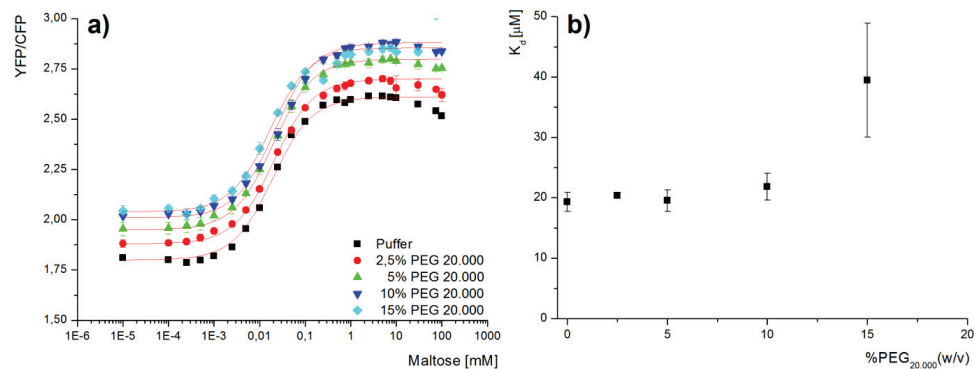 a)
YFP/CFP
3,00
2,75
2,50
2,25
2,00
1,75
1,50
1E-6 1E-5 1E-4 1E-3 0,01 0,1 1 10 100 1000
Maltose [mM]
Puffer
2,5% PEG 20.000
5% PEG 20.000
10% PEG 20.000
15% PEG 20.000
b)
Kd [µM]
50
40
30
20
10
0
0 5 10 15 20
%PEG20.000(w/v)